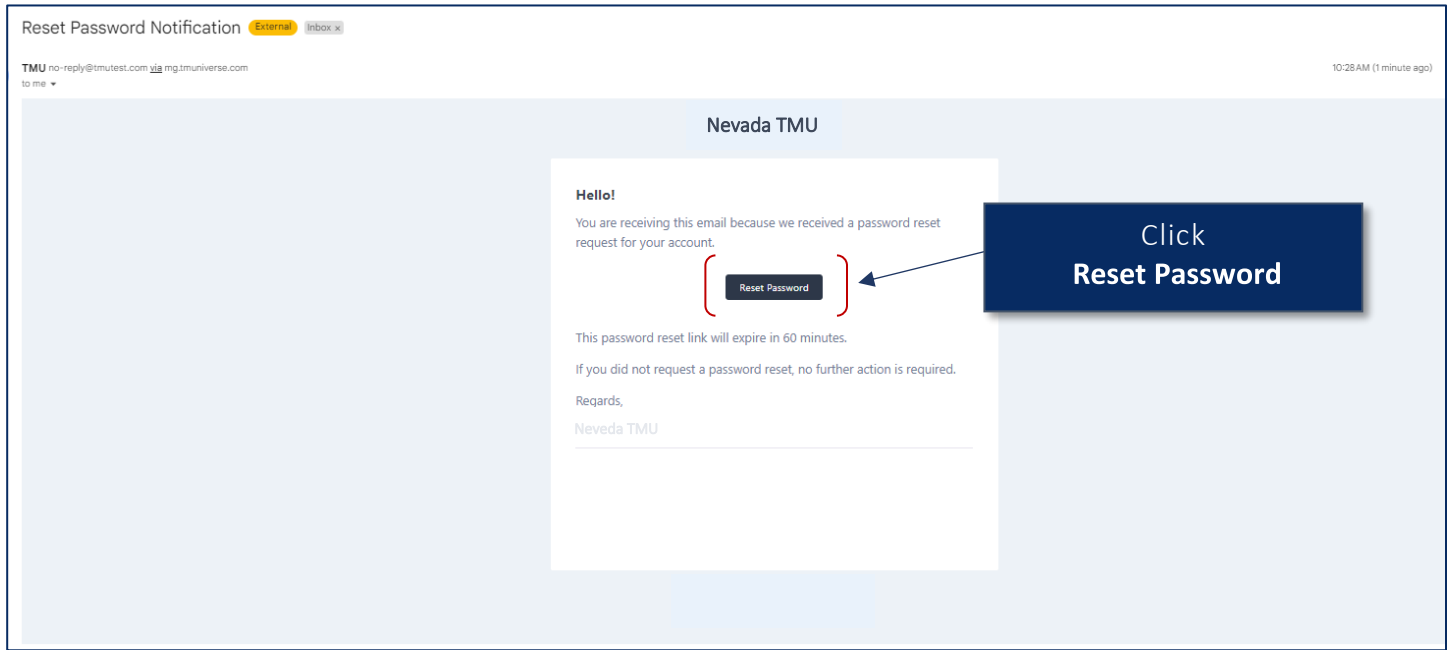 Reset Password Notification External Inbox x
TMU no-reply@tmutest.com via mg.tmuniverse.com
10:28AM (1 minute ago)
to me
Nevada TMU
Hello!
You are receiving this email because we received a password reset
request for your account.
Click
Reset Password
Reset Password
This password reset link will expire in 60 minutes.
If you did not request a password reset, no further action is required.
Regards,
Neveda TMU